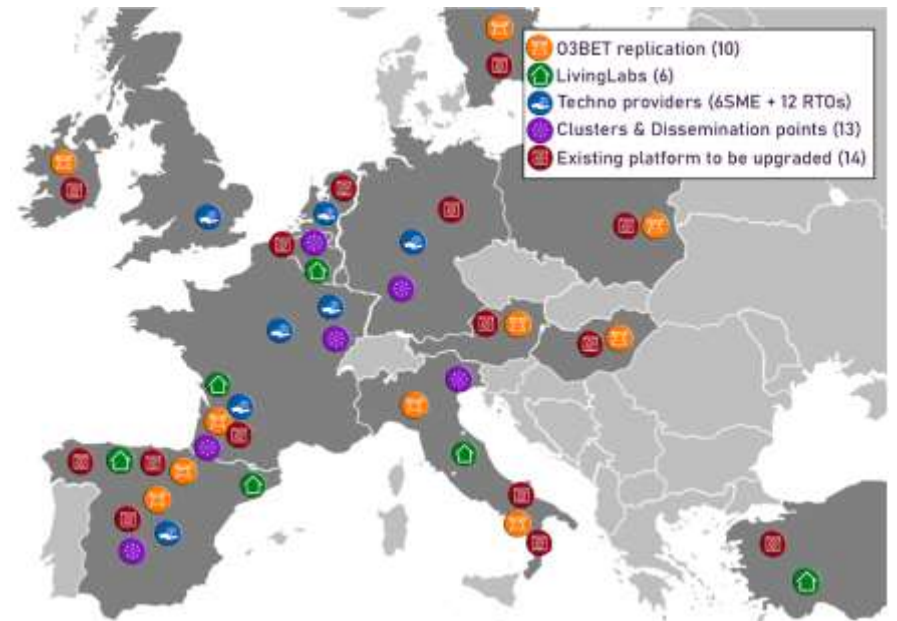 O3BET replication (10)
LivingLabs (6)
Techno providers (6SME + 12 RTOs)
Clusters & Dissemination points (13)
Existing platform to be upgraded (14)